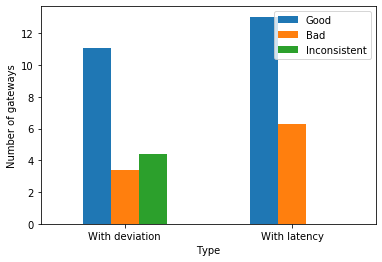 Good
Bad
Inconsistent
Number of gateways
12
10
8
6
4
2
0
With deviation
With latency
Type